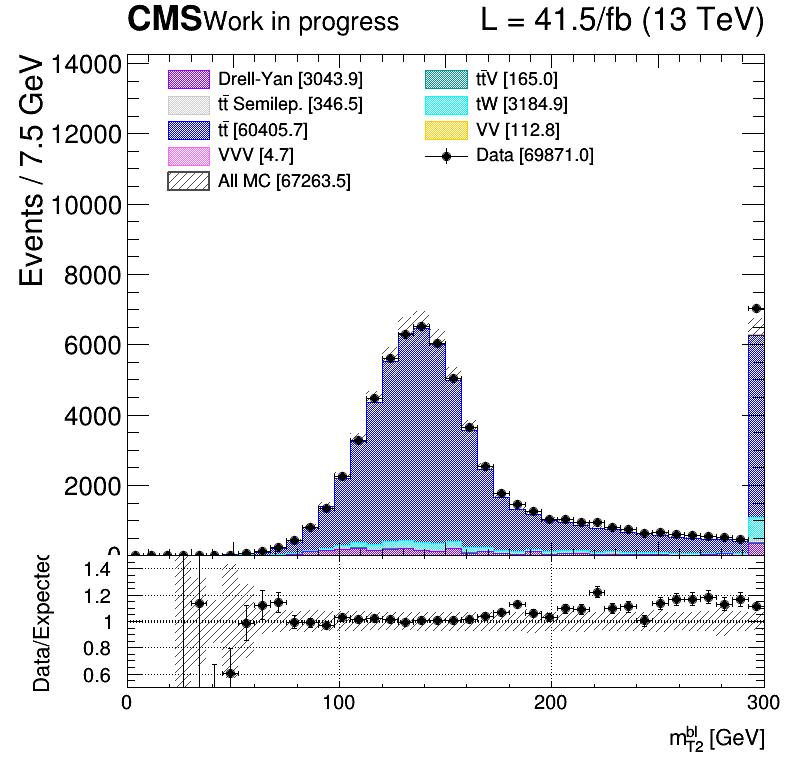 CMS Work in progress L = 41.5/fb (13 TeV)
Events / 7.5 GeV
14000
12000
10000
8000
6000
4000
2000
0
Drell-Yan [3043.9]
tt̄ Semilep. [346.5]
tt̄ [60405.7]
VVV [4.7]
All MC [67263.5]
tt̄V [165.0]
tW [3184.9]
VV [112.8]
Data [69871.0]
Data/Expected
1.4
1.2
1
0.8
0.6
0 100 200 300
m_{T2}^{bl} [GeV]